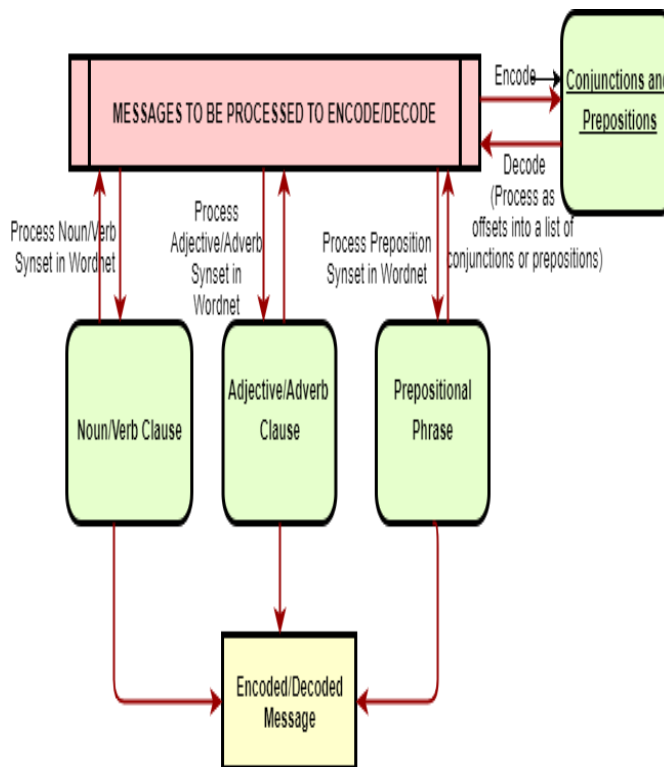 MESSAGES TO BE PROCESSED TO ENCODE/DECODE
Encode
Conjunctions and
Prepositions
Decode
(Process as
offsets into a list of
conjunctions or prepositions)
Process Noun/Verb
Synset in Wordnet
Process
Adjective/Adverb
Synset in
Wordnet
Process Preposition
Synset in Wordnet
Noun/Verb Clause
Adjective/Adverb
Clause
Prepositional
Phrase
Encoded/Decoded
Message